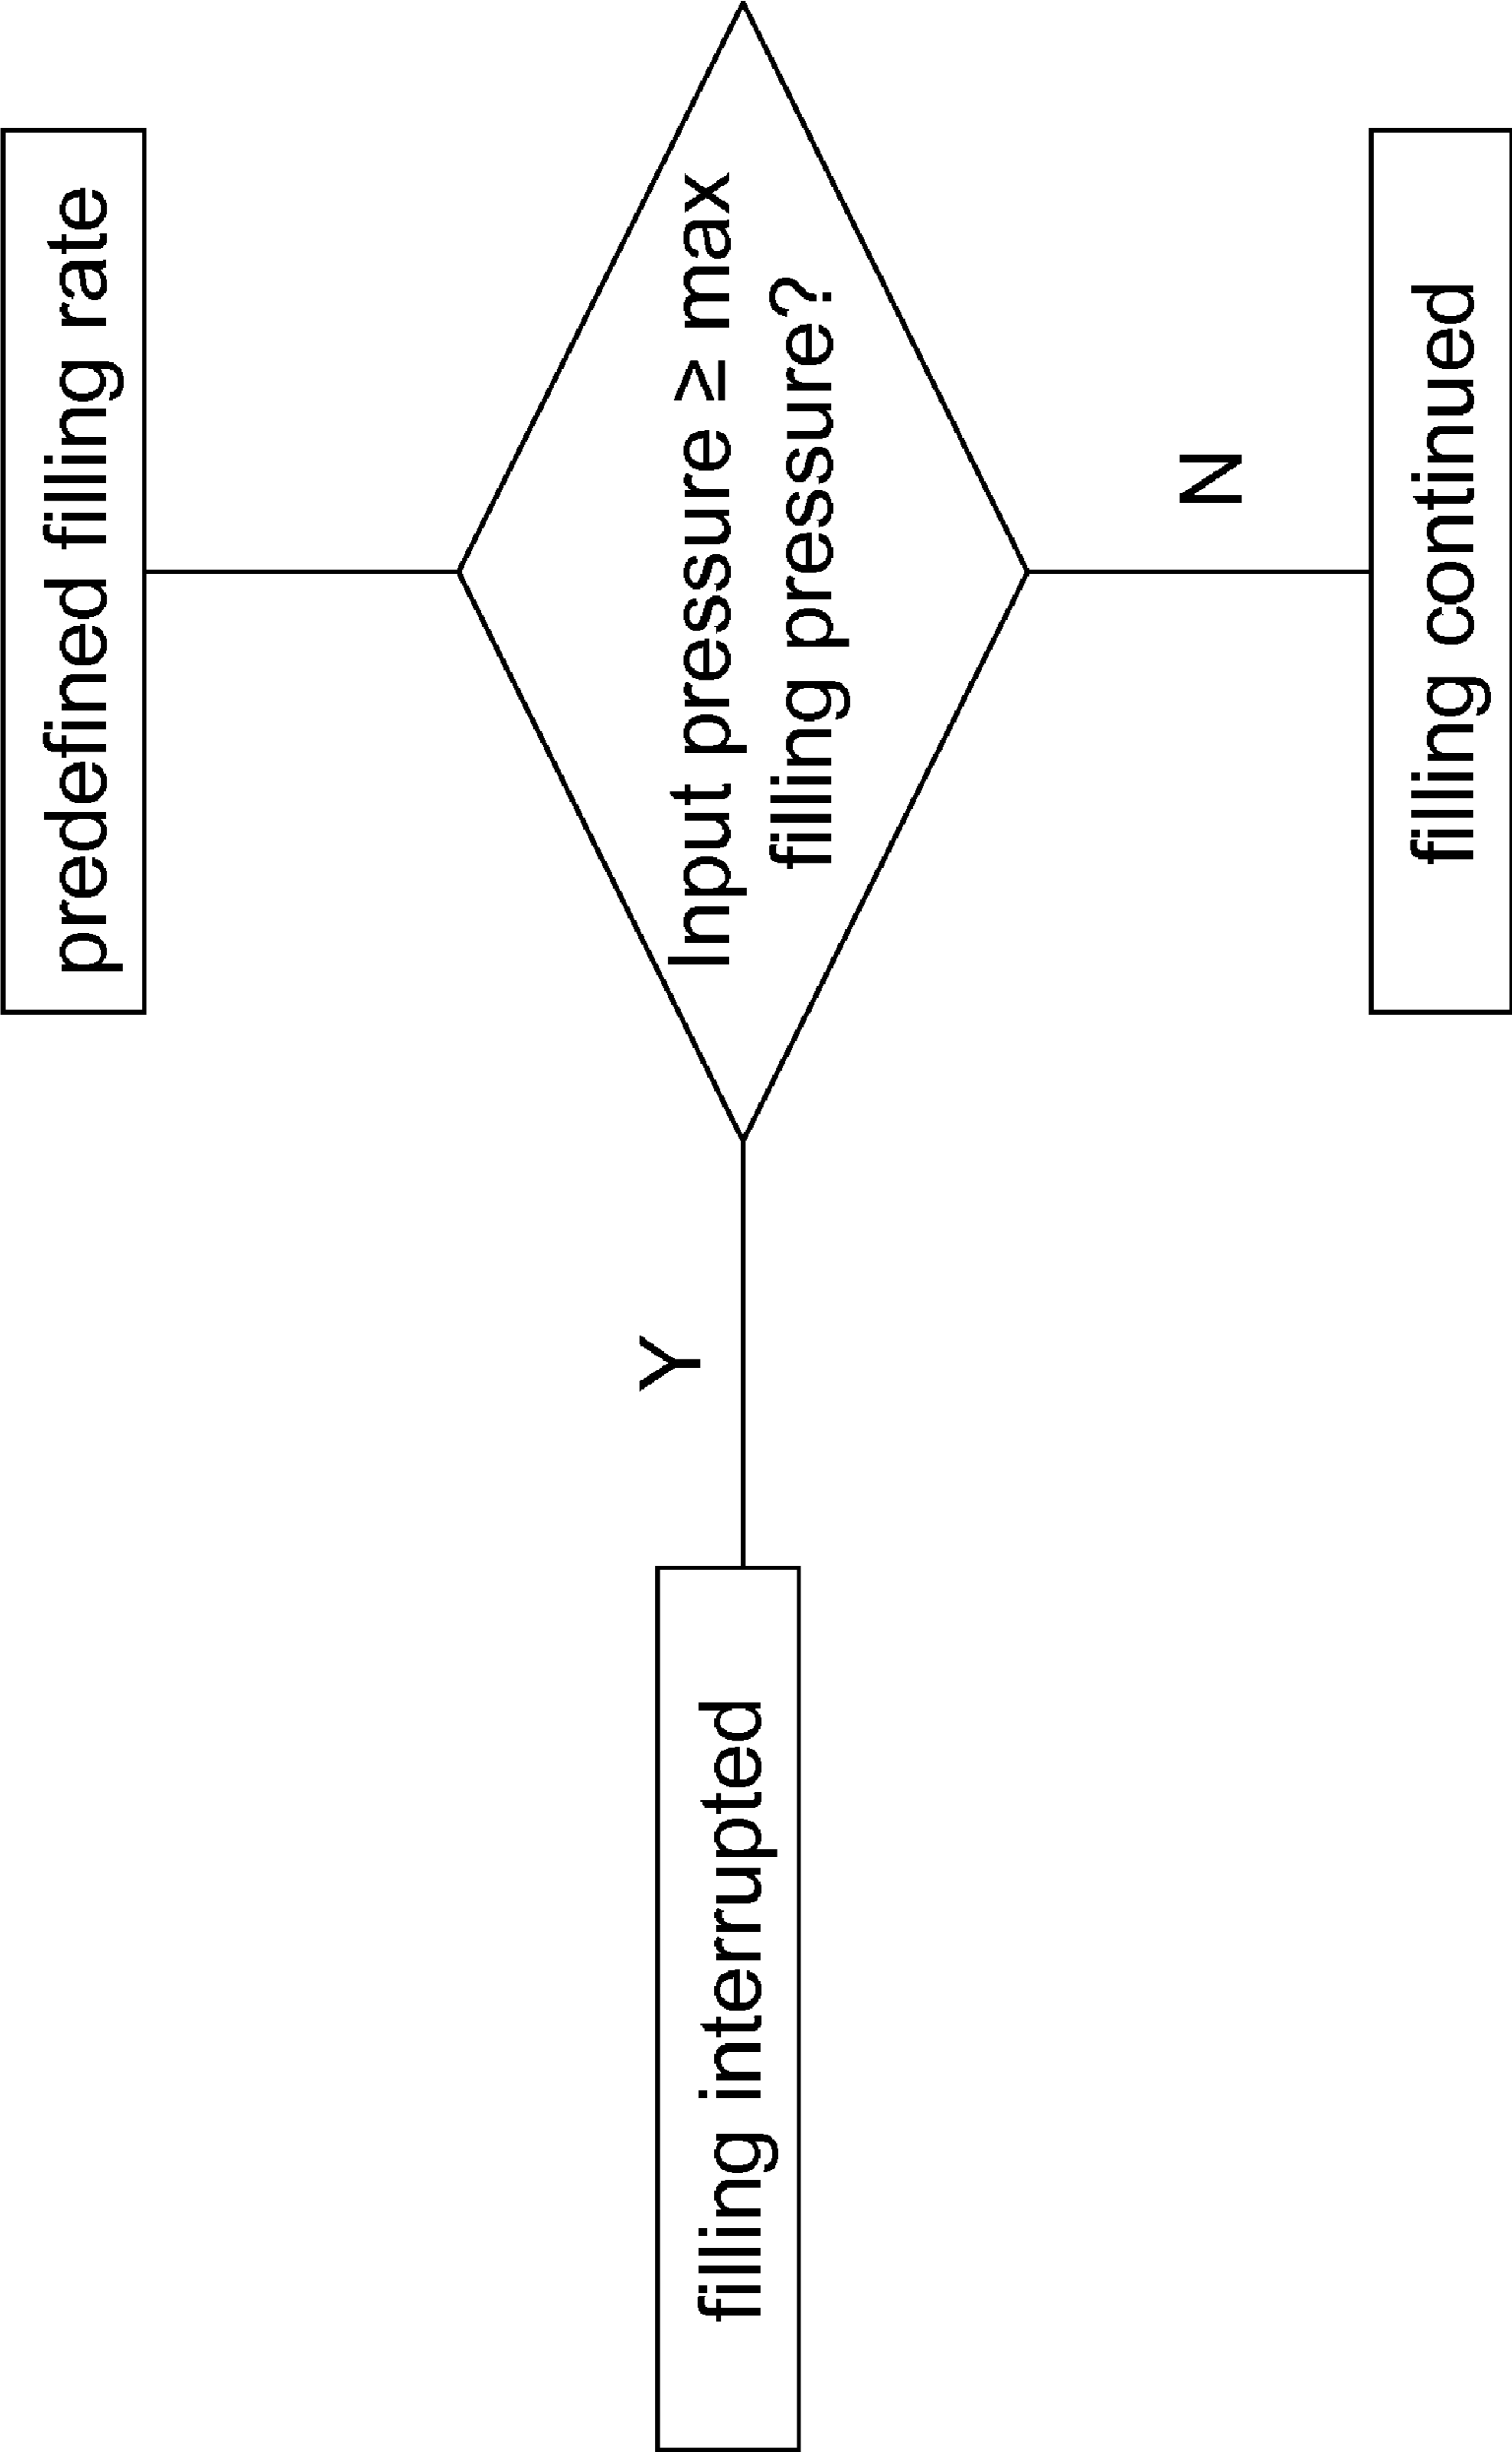 predefined filling rate
Input pressure ≥ max
filling pressure?
Y
N
filling interrupted
filling continued